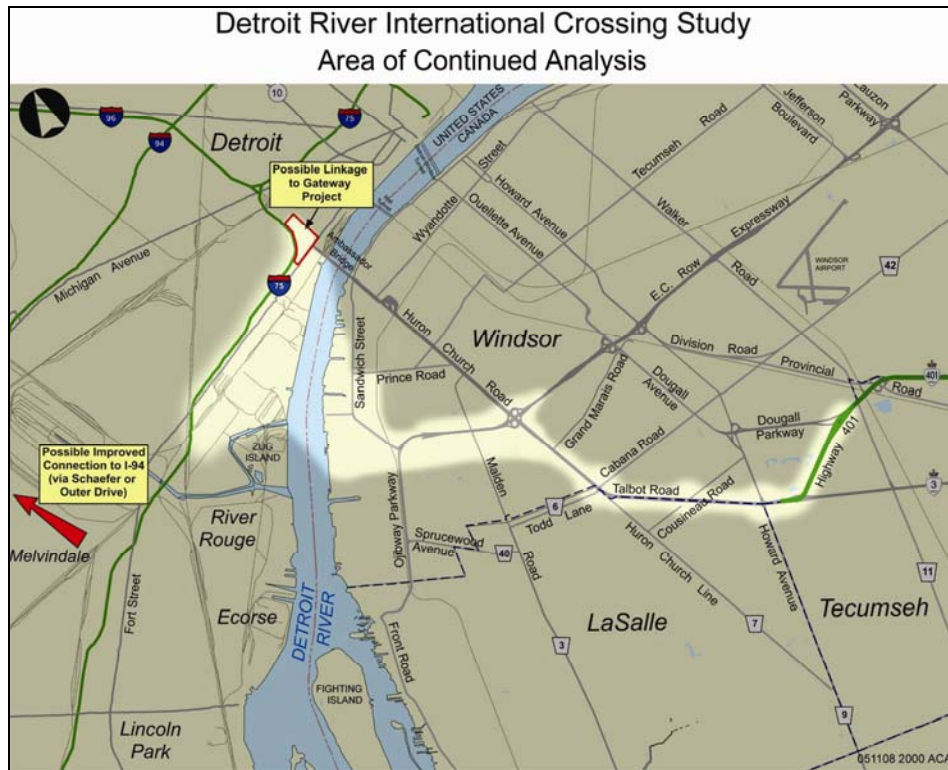 Detroit River International Crossing Study
Area of Continued Analysis
96
94
10
75
Detroit
UNITED STATES
CANADA
Possible Linkage
to Gateway
Project
Michigan Avenue
75
Ambassador
Bridge
Wyandotte
Street
Howard Avenue
Ouellette Avenue
Tecumseh Road
Walker
Road
Jefferson
Boulevard
Lauzon
Parkway
E.C. Row Expressway
WINDSOR
AIRPORT
42
Windsor
Huron
Church
Road
Sandwich Street
Prince Road
Grand Marais Road
Dougall
Avenue
Division Road
Provincial
Road
401
Dougall
Parkway
Highway 401
Cabana Road
Talbot Road
3
Possible Improved
Connection to I-94
(via Schaefer or
Outer Drive)
Melvindale
ZUG
ISLAND
River
Rouge
Fort Street
Ecorse
DETROIT
RIVER
Ojibway Parkway
Malden
Road
Sprucewood
Avenue
40
6
Todd Lane
Huron Church Line
Cousineau Road
Howard Avenue
11
Tecumseh
LaSalle
7
3
9
Front Road
FIGHTING
ISLAND
Lincoln
Park
051108 2000 ACA